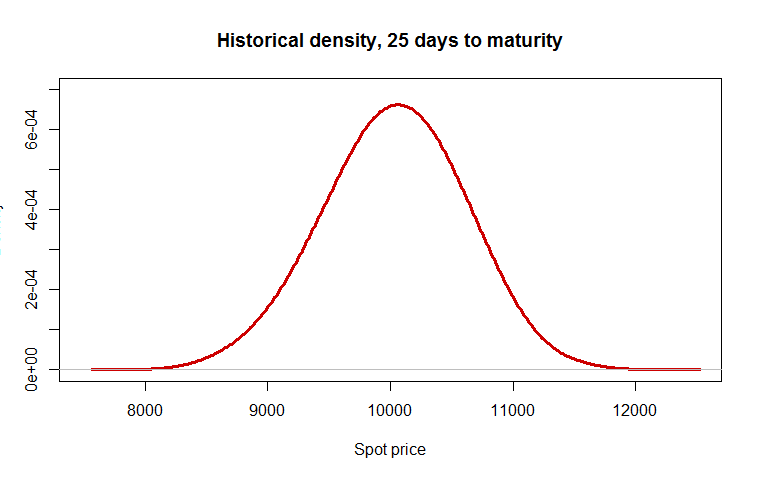 Historical density, 25 days to maturity
6e-04
4e-04
2e-04
0e+00
8000 9000 10000 11000 12000
Spot price